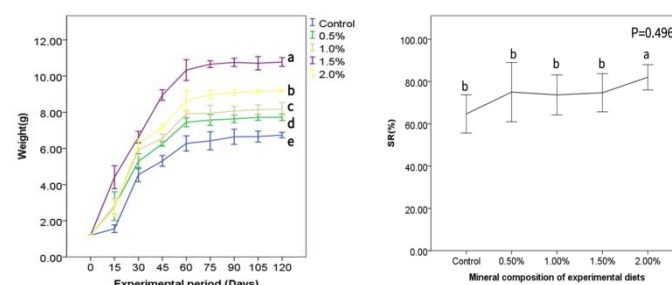 Control
0.5%
1.0%
1.5%
2.0%
12.00
10.00
8.00
6.00
4.00
2.00
0.00
Weight(g)
a
b
c
d
e
0 15 30 45 60 75 90 105 120
Experimental period (Days)
P=0.496
100.00
80.00
60.00
40.00
20.00
0.00
SR(%)
b b b b a
Control 0.50% 1.00% 1.50% 2.00%
Mineral composition of experimental diets